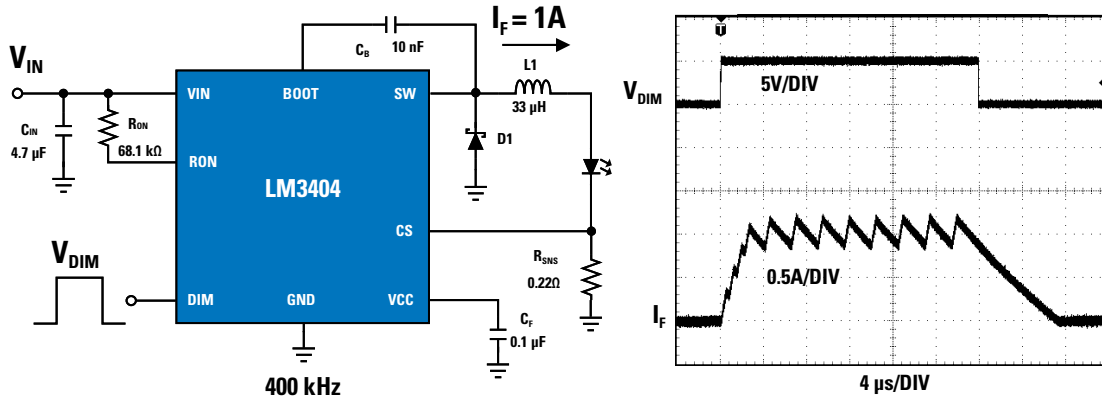 I_F = 1A
C_B
10 nF
V_IN
L1
33 µH
VIN
BOOT
SW
C_IN
4.7 µF
R_ON
68.1 kΩ
D1
RON
LM3404
CS
V_DIM
R_SNS
0.22Ω
DIM
GND
VCC
C_F
0.1 µF
400 kHz
T
V_DIM
5V/DIV
0.5A/DIV
I_F
4 µs/DIV